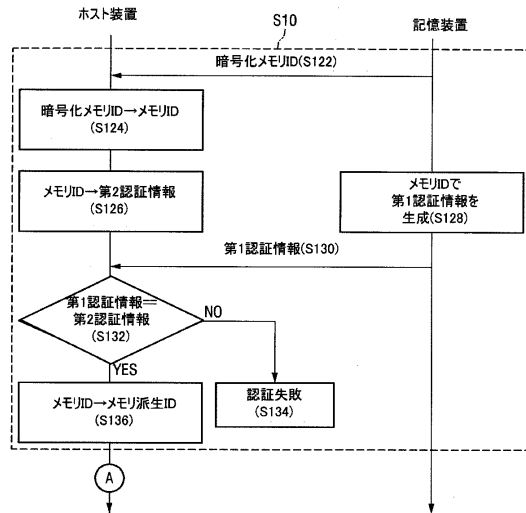 S10
ホスト装置
記憶装置
暗号化メモリID(S122)
暗号化メモリID→メモリID
(S124)
メモリID→第2認証情報
(S126)
メモリIDで
第1認証情報を
生成(S128)
第1認証情報(S130)
第1認証情報==
第2認証情報
(S132)
NO
YES
認証失敗
(S134)
メモリID→メモリ派生ID
(S136)
A